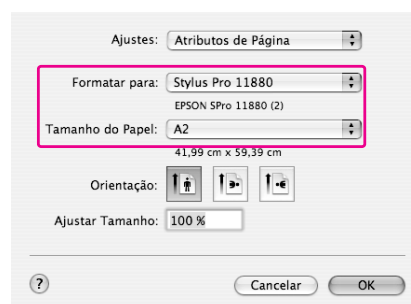 Ajustes: Atributos de Página
Formatar para: Stylus Pro 11880
EPSON SPro 11880 (2)
Tamanho do Papel: A2
41,99 cm x 59,39 cm
Orientação:
Ajustar Tamanho: 100 %
? Cancelar OK